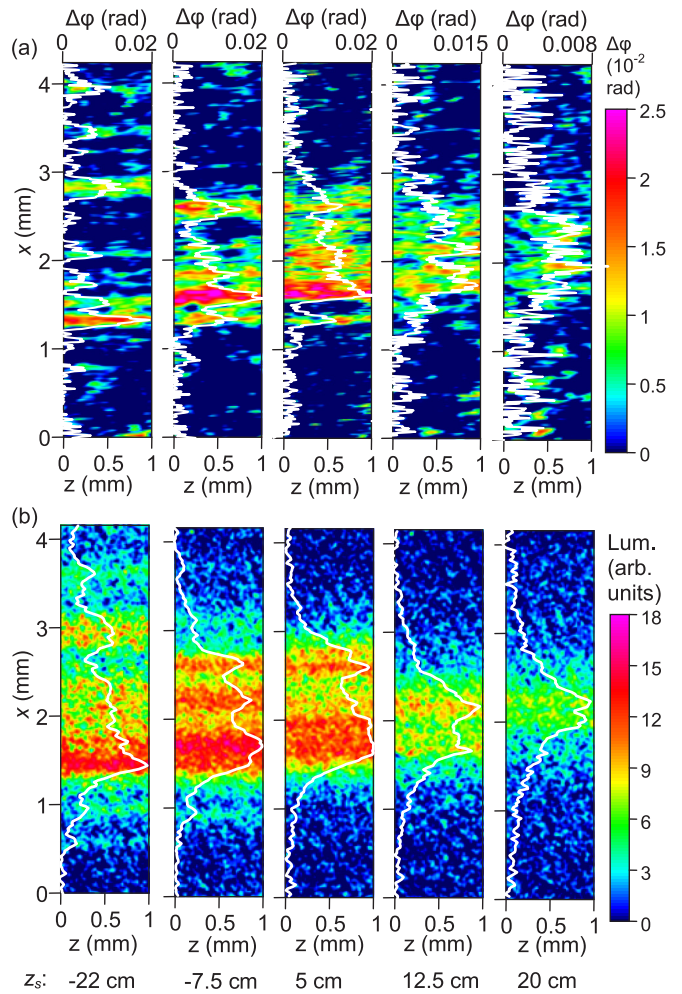 Δφ (rad) Δφ (rad) Δφ (rad) Δφ (rad) Δφ (rad)
(a) 0 0.02 0 0.02 0 0.02 0 0.015 0 0.008
Δφ
(10⁻²
rad)
4
3
2
1
0
x (mm)
2.5
2
1.5
1
0.5
0
0 0.5 1 0 0.5 1 0 0.5 1 0 0.5 1 0 0.5 1
z (mm) z (mm) z (mm) z (mm) z (mm)
(b)
Lum.
(arb.
units)
4
3
2
1
0
x (mm)
18
15
12
9
6
3
0
0 0.5 1 0 0.5 1 0 0.5 1 0 0.5 1 0 0.5 1
z (mm) z (mm) z (mm) z (mm) z (mm)
zₛ: -22 cm -7.5 cm 5 cm 12.5 cm 20 cm